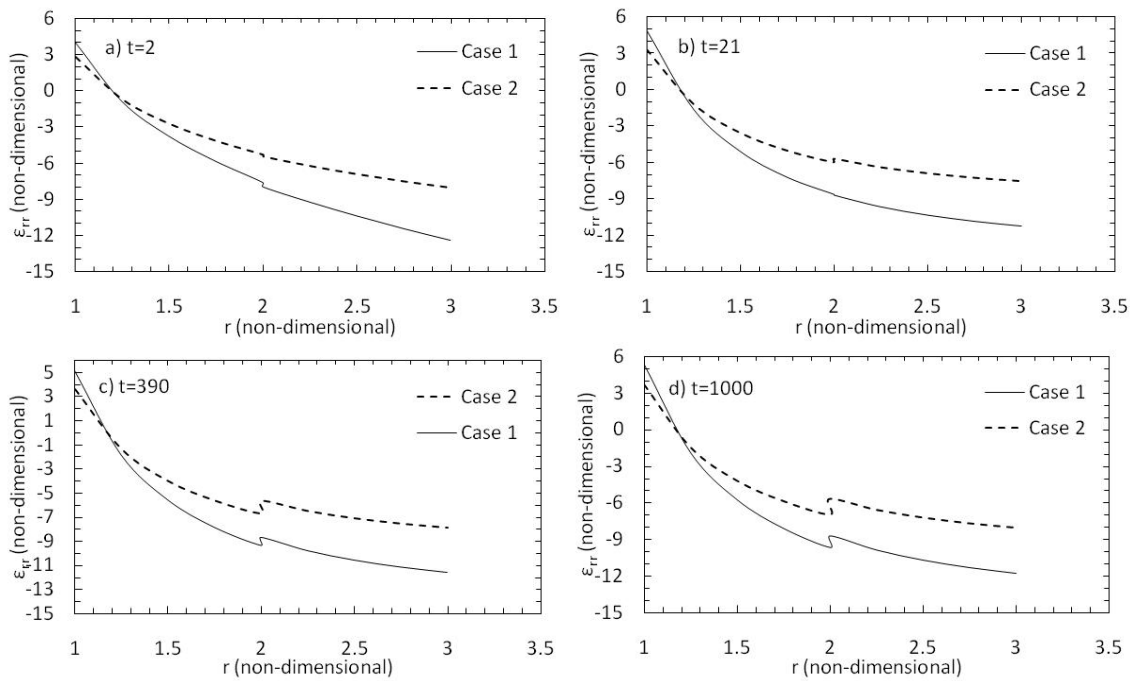 6
3
0
-3
-6
-9
-12
-15
ε_rr (non-dimensional)
a) t=2
Case 1
Case 2
1 1.5 2 2.5 3 3.5
r (non-dimensional)
6
3
0
-3
-6
-9
-12
-15
ε_rr (non-dimensional)
b) t=21
Case 1
Case 2
1 1.5 2 2.5 3 3.5
r (non-dimensional)
5
3
1
-1
-3
-5
-7
-9
-11
-13
-15
ε_rr (non-dimensional)
c) t=390
Case 2
Case 1
1 1.5 2 2.5 3 3.5
r (non-dimensional)
6
3
0
-3
-6
-9
-12
-15
ε_rr (non-dimensional)
d) t=1000
Case 1
Case 2
1 1.5 2 2.5 3 3.5
r (non-dimensional)